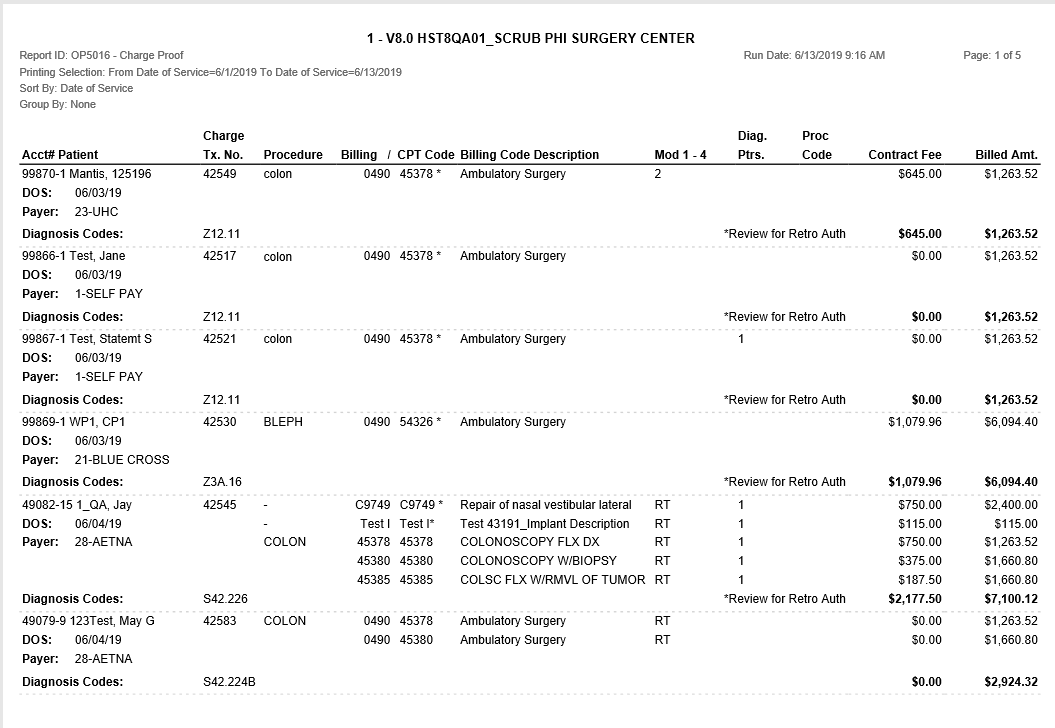 1 - V8.0 HST8QA01_SCRUB PHI SURGERY CENTER
Report ID: OP5016 - Charge Proof Run Date: 6/13/2019 9:16 AM Page: 1 of 5
Printing Selection: From Date of Service=6/1/2019 To Date of Service=6/13/2019
Sort By: Date of Service
Group By: None
Charge Diag. Proc
Acct# Patient Tx. No. Procedure Billing / CPT Code Billing Code Description Mod 1 - 4 Ptrs. Code Contract Fee Billed Amt.
99870-1 Mantis, 125196 42549 colon 0490 45378 * Ambulatory Surgery 2 $645.00 $1,263.52
DOS: 06/03/19
Payer: 23-UHC
Diagnosis Codes: Z12.11 *Review for Retro Auth $645.00 $1,263.52
99866-1 Test, Jane 42517 colon 0490 45378 * Ambulatory Surgery $0.00 $1,263.52
DOS: 06/03/19
Payer: 1-SELF PAY
Diagnosis Codes: Z12.11 *Review for Retro Auth $0.00 $1,263.52
99867-1 Test, Statemt S 42521 colon 0490 45378 * Ambulatory Surgery 1 $0.00 $1,263.52
DOS: 06/03/19
Payer: 1-SELF PAY
Diagnosis Codes: Z12.11 *Review for Retro Auth $0.00 $1,263.52
99869-1 WP1, CP1 42530 BLEPH 0490 54326 * Ambulatory Surgery $1,079.96 $6,094.40
DOS: 06/03/19
Payer: 21-BLUE CROSS
Diagnosis Codes: Z3A.16 *Review for Retro Auth $1,079.96 $6,094.40
49082-15 1_QA, Jay 42545 - C9749 C9749 * Repair of nasal vestibular lateral RT 1 $750.00 $2,400.00
DOS: 06/04/19 - Test I Test I* Test 43191_Implant Description RT 1 $115.00 $115.00
Payer: 28-AETNA COLON 45378 45378 COLONOSCOPY FLX DX RT 1 $750.00 $1,263.52
45380 45380 COLONOSCOPY W/BIOPSY RT 1 $375.00 $1,660.80
45385 45385 COLSC FLX W/RMVL OF TUMOR RT 1 $187.50 $1,660.80
Diagnosis Codes: S42.226 *Review for Retro Auth $2,177.50 $7,100.12
49079-9 123Test, May G 42583 COLON 0490 45378 Ambulatory Surgery RT $0.00 $1,263.52
DOS: 06/04/19 0490 45380 Ambulatory Surgery RT $0.00 $1,660.80
Payer: 28-AETNA
Diagnosis Codes: S42.224B $0.00 $2,924.32